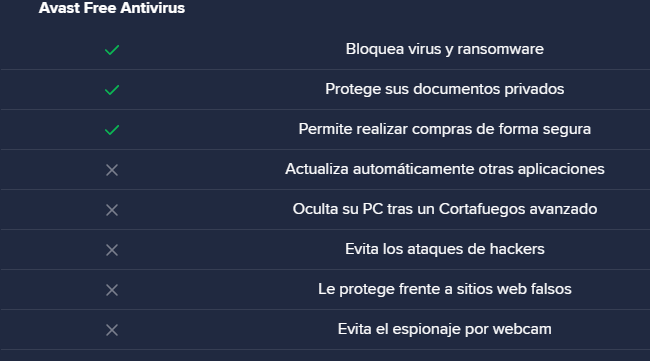 Avast Free Antivirus
Bloquea virus y ransomware
Protege sus documentos privados
Permite realizar compras de forma segura
Actualiza automáticamente otras aplicaciones
Oculta su PC tras un Cortafuegos avanzado
Evita los ataques de hackers
Le protege frente a sitios web falsos
Evita el espionaje por webcam